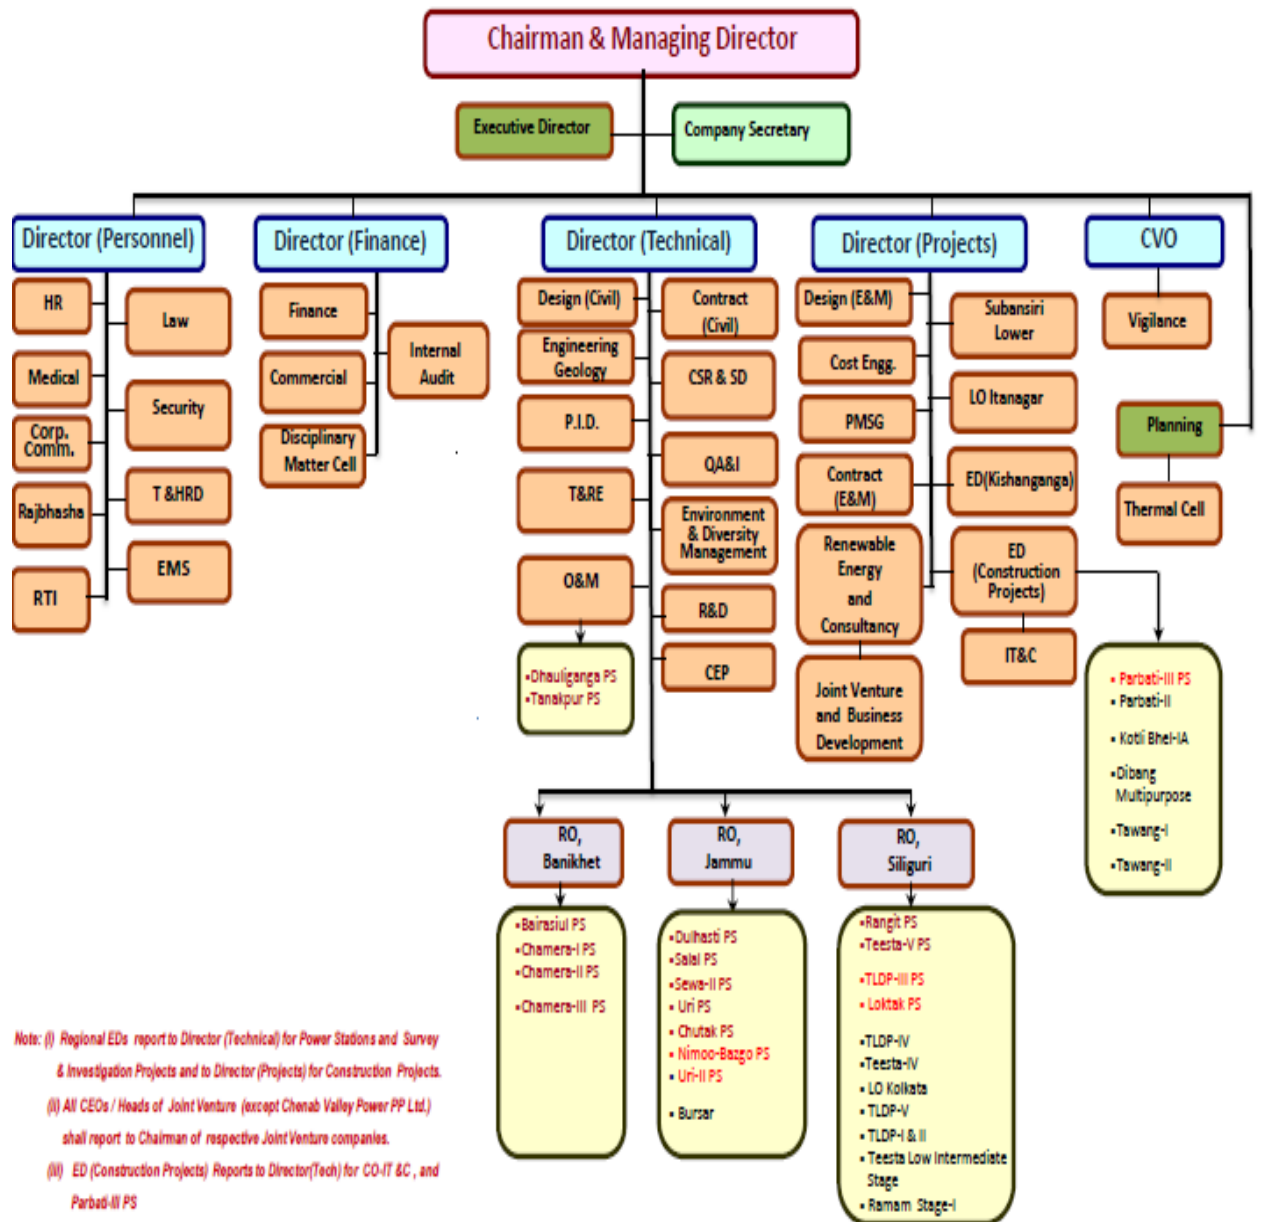 Chairman & Managing Director
Executive Director
Company Secretary
Director (Personnel)
Director (Finance)
Director (Technical)
Director (Projects)
CVO
HR
Law
Medical
Security
Corp.
Comm.
T &HRD
Rajbhasha
EMS
RTI
Finance
Internal
Audit
Commercial
Disciplinary
Matter Cell
Design (Civil)
Contract
(Civil)
Engineering
Geology
CSR & SD
P.I.D.
QA&I
T&RE
Environment
& Diversity
Management
O&M
R&D
CEP
▪Dhauliganga PS
▪Tanakpur PS
Design (E&M)
Subansiri
Lower
Cost Engg.
LO Itanagar
PMSG
Contract
(E&M)
ED(Kishanganga)
Renewable
Energy
and
Consultancy
ED
(Construction
Projects)
IT&C
Joint Venture
and Business
Development
Vigilance
Planning
Thermal Cell
▪Parbati-III PS
▪Parbati-II
▪Kotli Bhel-IA
▪Dibang
Multipurpose
▪Tawang-I
▪Tawang-II
RO,
Banikhet
RO,
Jammu
RO,
Siliguri
▪Bairasiul PS
▪Chamera-I PS
▪Chamera-II PS
▪Chamera-III PS
▪Dulhasti PS
▪Salal PS
▪Sewa-II PS
▪Uri PS
▪Chutak PS
▪Nimoo-Bazgo PS
▪Uri-II PS
▪Bursar
▪Rangit PS
▪Teesta-V PS
▪TLDP-III PS
▪Loktak PS
▪TLDP-IV
▪Teesta-IV
▪LO Kolkata
▪TLDP-V
▪TLDP-I & II
▪Teesta Low Intermediate
Stage
▪Ramam Stage-I
Note: (i) Regional EDs report to Director (Technical) for Power Stations and Survey
& Investigation Projects and to Director (Projects) for Construction Projects.
(ii) All CEOs / Heads of Joint Venture (except Chenab Valley Power PP Ltd.)
shall report to Chairman of respective Joint Venture companies.
(iii) ED (Construction Projects) Reports to Director(Tech) for CO-IT &C , and
Parbati-III PS